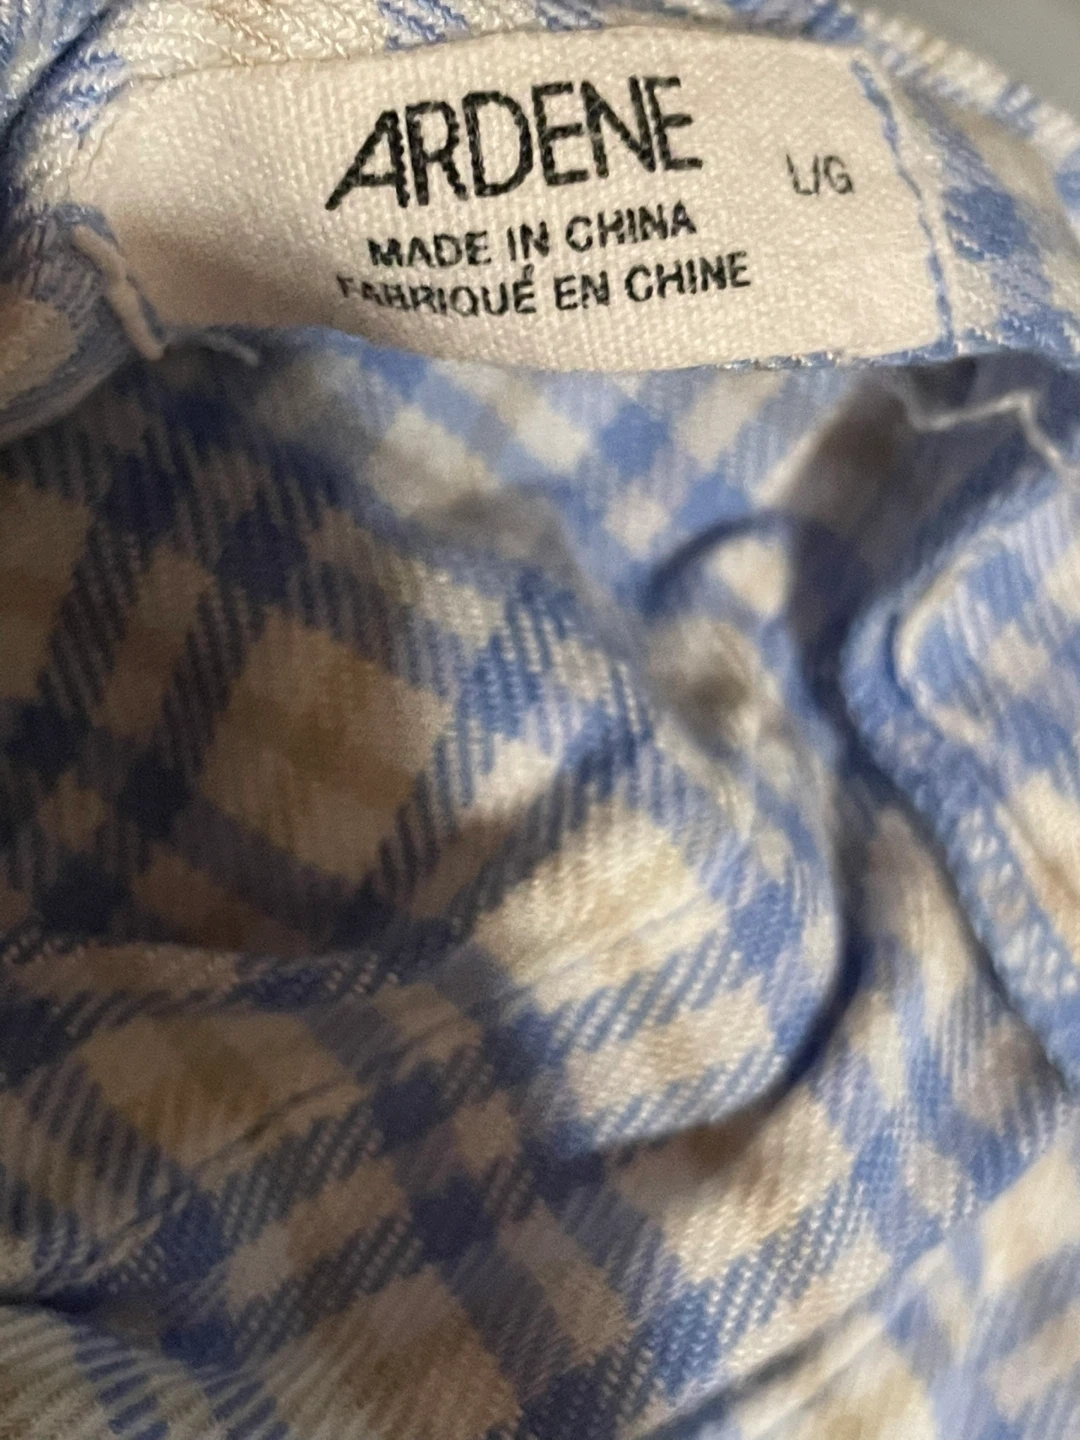 ARDENE
L/G
MADE IN CHINA
FABRIQUÉ EN CHINE